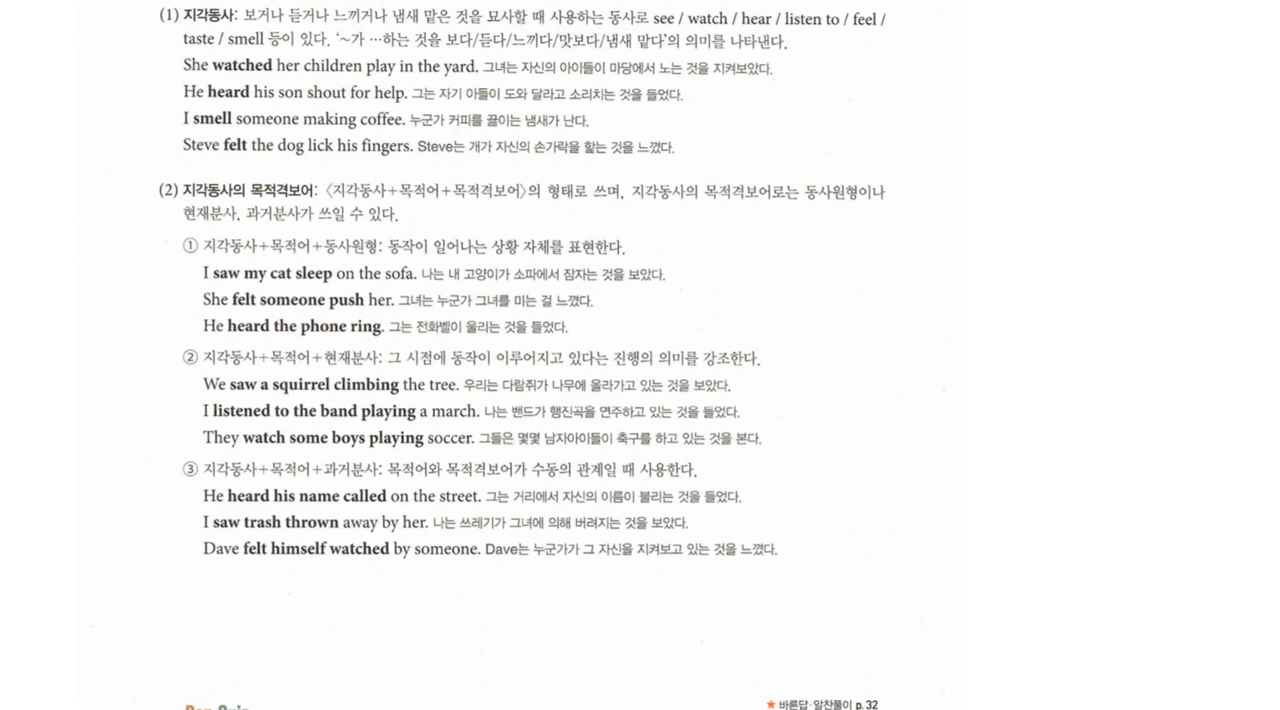 (1) 지각동사: 보거나 듣거나 느끼거나 냄새 맡은 것을 묘사할 때 사용하는 동사로 see / watch / hear / listen to / feel /
taste / smell 등이 있다. ‘~가 …하는 것을 보다/듣다/느끼다/맛보다/냄새 맡다’의 의미를 나타낸다.
She watched her children play in the yard. 그녀는 자신의 아이들이 마당에서 노는 것을 지켜보았다.
He heard his son shout for help. 그는 자기 아들이 도와 달라고 소리치는 것을 들었다.
I smell someone making coffee. 누군가 커피를 끓이는 냄새가 난다.
Steve felt the dog lick his fingers. Steve는 개가 자신의 손가락을 핥는 것을 느꼈다.
(2) 지각동사의 목적격보어: 〈지각동사+목적어+목적격보어〉의 형태로 쓰며, 지각동사의 목적격보어로는 동사원형이나
현재분사, 과거분사가 쓰일 수 있다.
① 지각동사+목적어+동사원형: 동작이 일어나는 상황 자체를 표현한다.
I saw my cat sleep on the sofa. 나는 내 고양이가 소파에서 잠자는 것을 보았다.
She felt someone push her. 그녀는 누군가 그녀를 미는 걸 느꼈다.
He heard the phone ring. 그는 전화벨이 울리는 것을 들었다.
② 지각동사+목적어+현재분사: 그 시점에 동작이 이루어지고 있다는 진행의 의미를 강조한다.
We saw a squirrel climbing the tree. 우리는 다람쥐가 나무에 올라가고 있는 것을 보았다.
I listened to the band playing a march. 나는 밴드가 행진곡을 연주하고 있는 것을 들었다.
They watch some boys playing soccer. 그들은 몇몇 남자아이들이 축구를 하고 있는 것을 본다.
③ 지각동사+목적어+과거분사: 목적어와 목적격보어가 수동의 관계일 때 사용한다.
He heard his name called on the street. 그는 거리에서 자신의 이름이 불리는 것을 들었다.
I saw trash thrown away by her. 나는 쓰레기가 그녀에 의해 버려지는 것을 보았다.
Dave felt himself watched by someone. Dave는 누군가가 그 자신을 지켜보고 있는 것을 느꼈다.
★ 바른답·알찬풀이 p. 32